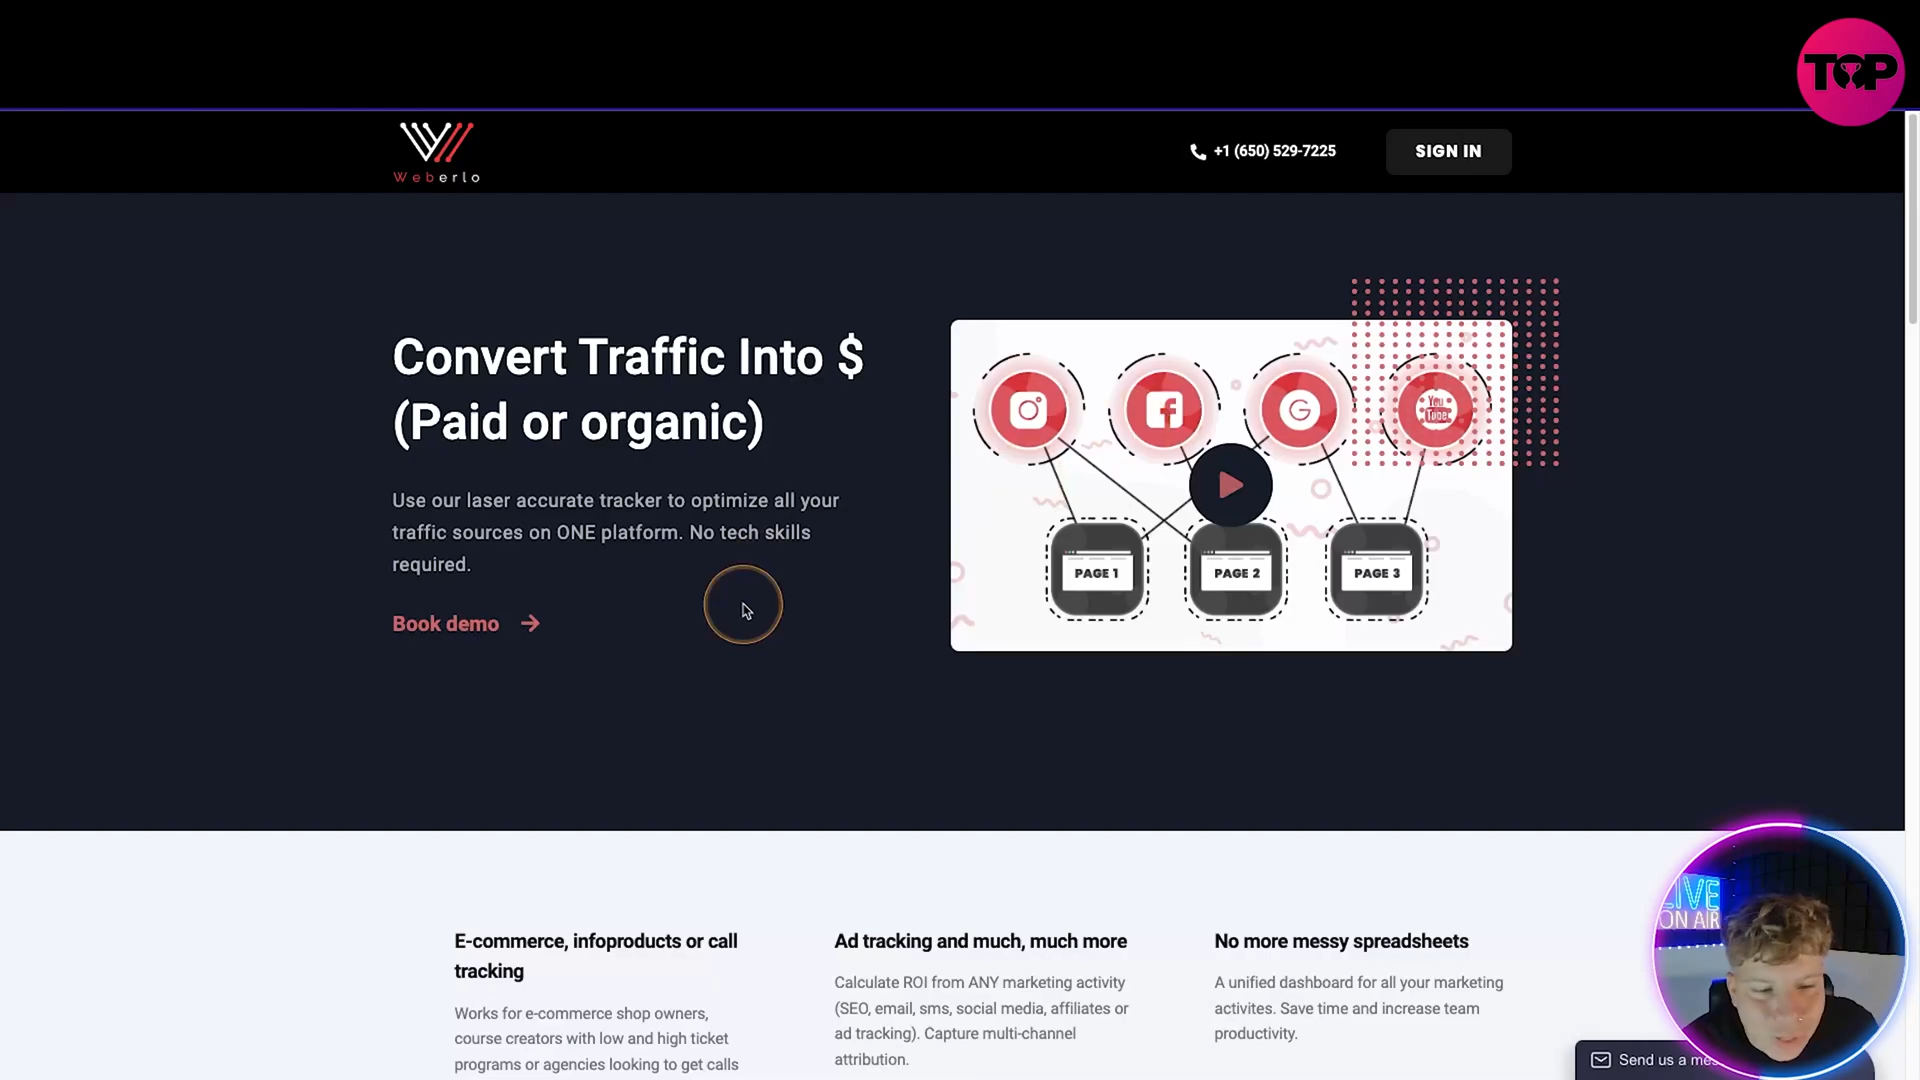 TOP
Weberlo
+1 (650) 529-7225
SIGN IN
Convert Traffic Into $
(Paid or organic)
Use our laser accurate tracker to optimize all your
traffic sources on ONE platform. No tech skills
required.
Book demo
You
Tube
PAGE 1
PAGE 2
PAGE 3
E-commerce, infoproducts or call
tracking
Works for e-commerce shop owners,
course creators with low and high ticket
programs or agencies looking to get calls
Ad tracking and much, much more
Calculate ROI from ANY marketing activity
(SEO, email, sms, social media, affiliates or
ad tracking). Capture multi-channel
attribution.
No more messy spreadsheets
A unified dashboard for all your marketing
activites. Save time and increase team
productivity.
LIVE
ON AIR
Send us a